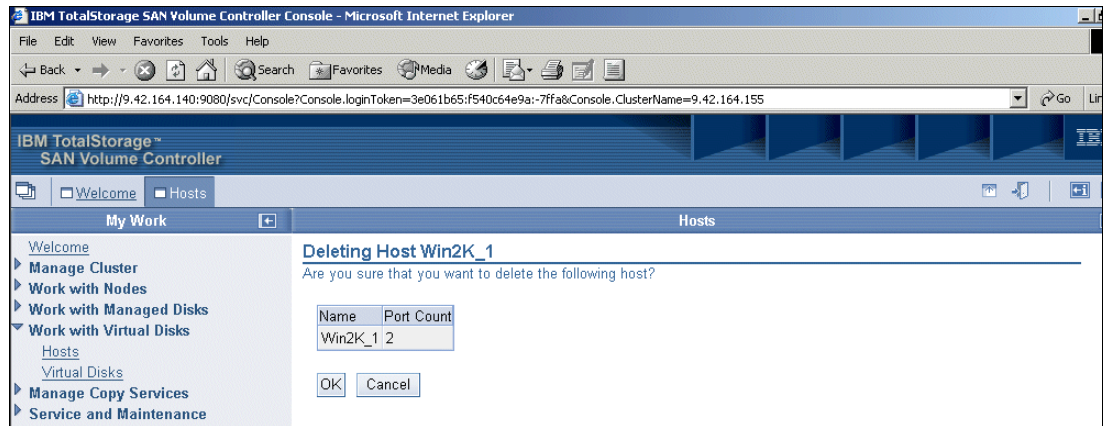 IBM TotalStorage SAN Volume Controller Console - Microsoft Internet Explorer
File Edit View Favorites Tools Help
Back Search Favorites Media
Address http://9.42.164.140:9080/svc/Console?Console.loginToken=3e061b65:f540c64e9a:-7ffa&Console.ClusterName=9.42.164.155 Go
IBM TotalStorage™
SAN Volume Controller
Welcome Hosts
My Work
Hosts
Welcome
Manage Cluster
Work with Nodes
Work with Managed Disks
Work with Virtual Disks
Hosts
Virtual Disks
Manage Copy Services
Service and Maintenance
Deleting Host Win2K_1
Are you sure that you want to delete the following host?
Name Port Count
Win2K_1 2
OK Cancel